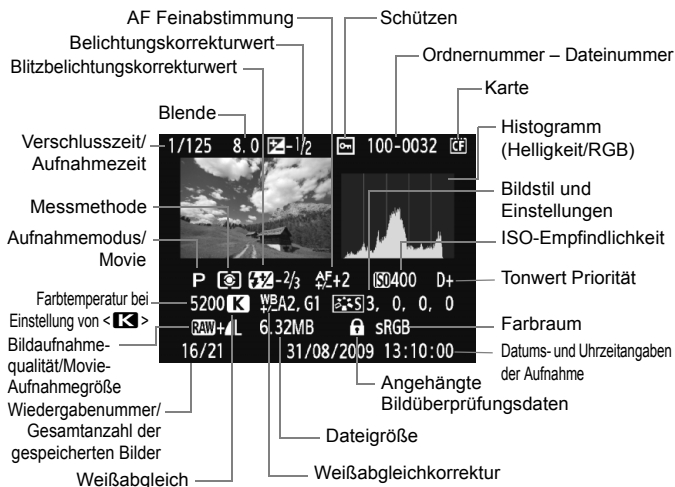 AF Feinabstimmung
Schützen
Belichtungskorrekturwert
Ordnernummer – Dateinummer
Blitzbelichtungskorrekturwert
Karte
Blende
Verschlusszeit/
Aufnahmezeit
1/125 8.0 -1/2 100-0032 CF
Histogramm
(Helligkeit/RGB)
Messmethode
Bildstil und
Einstellungen
Aufnahmemodus/
Movie
ISO-Empfindlichkeit
P -2/3 AF+2 ISO400 D+
Tonwert Priorität
Farbtemperatur bei
Einstellung von <K>
5200 K WB A2, G1 S 3, 0, 0, 0
RAW+L 6.32MB sRGB
Farbraum
Bildaufnahme-
qualität/Movie-
Aufnahmegröße
16/21 31/08/2009 13:10:00
Datums- und Uhrzeitangaben
der Aufnahme
Wiedergabenummer/
Gesamtanzahl der
gespeicherten Bilder
Angehängte
Bildüberprüfungsdaten
Dateigröße
Weißabgleich
Weißabgleichkorrektur